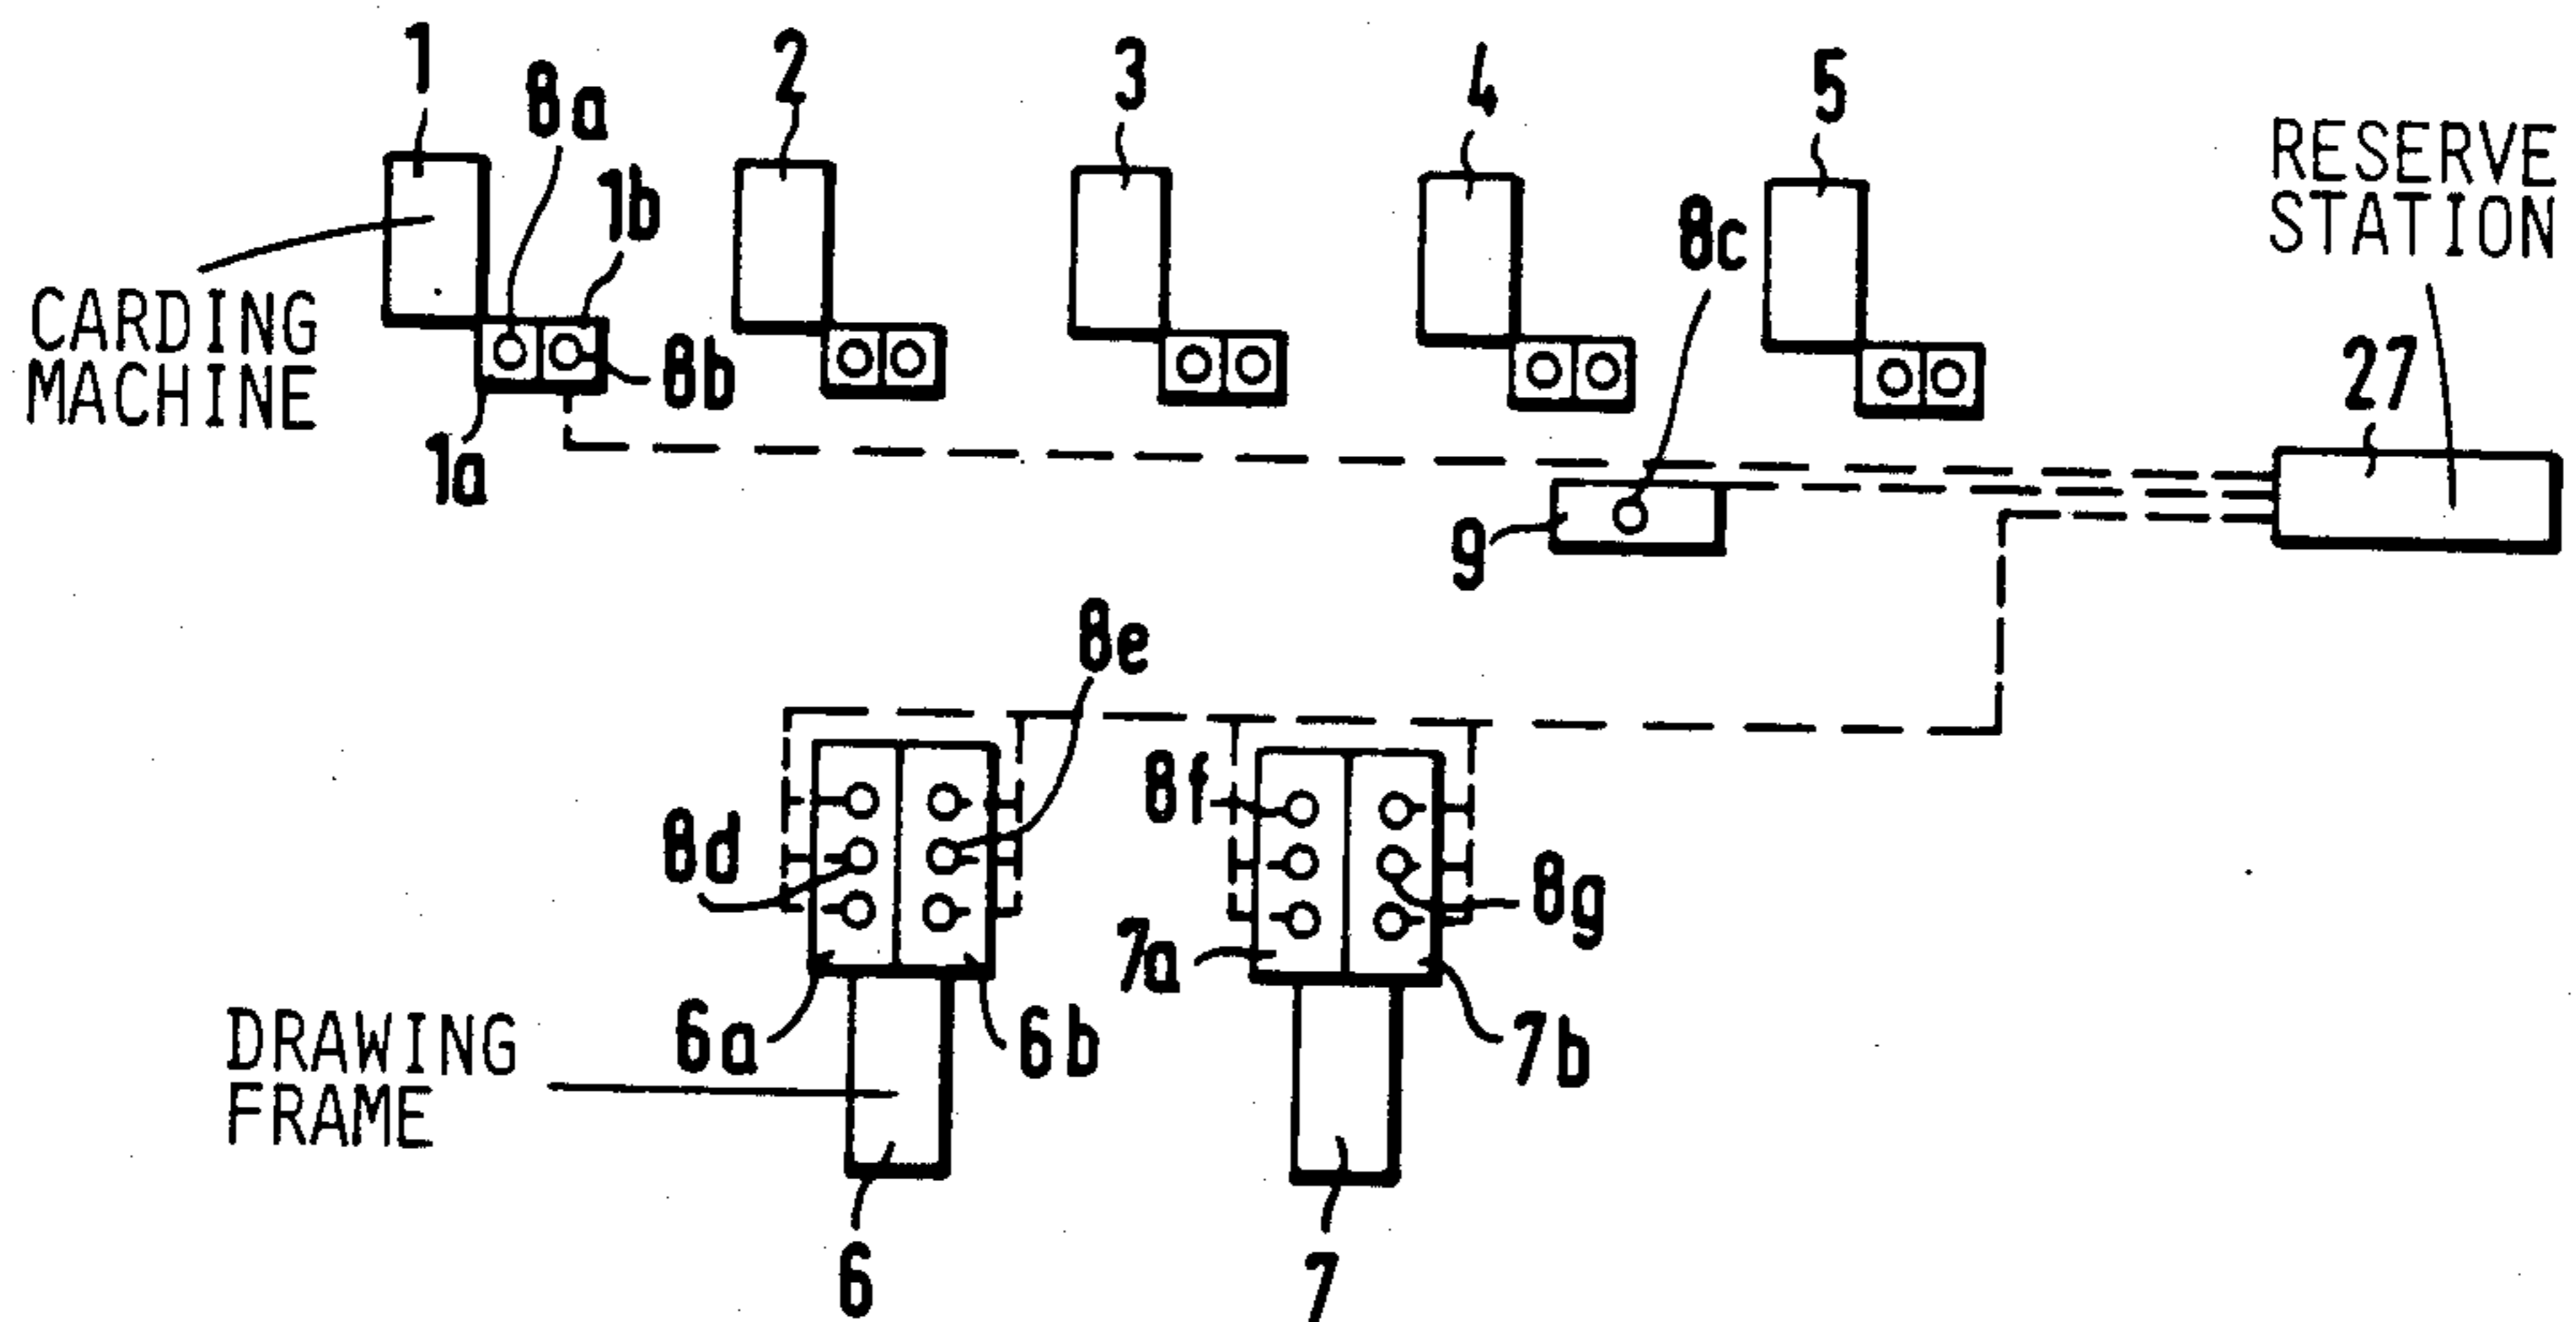 1
2
3
4
5
8a
1b
8c
RESERVE
STATION
CARDING
MACHINE
8b
27
1a
9
8e
8f
8d
8g
7a
6a
6b
7b
DRAWING
FRAME
6
7